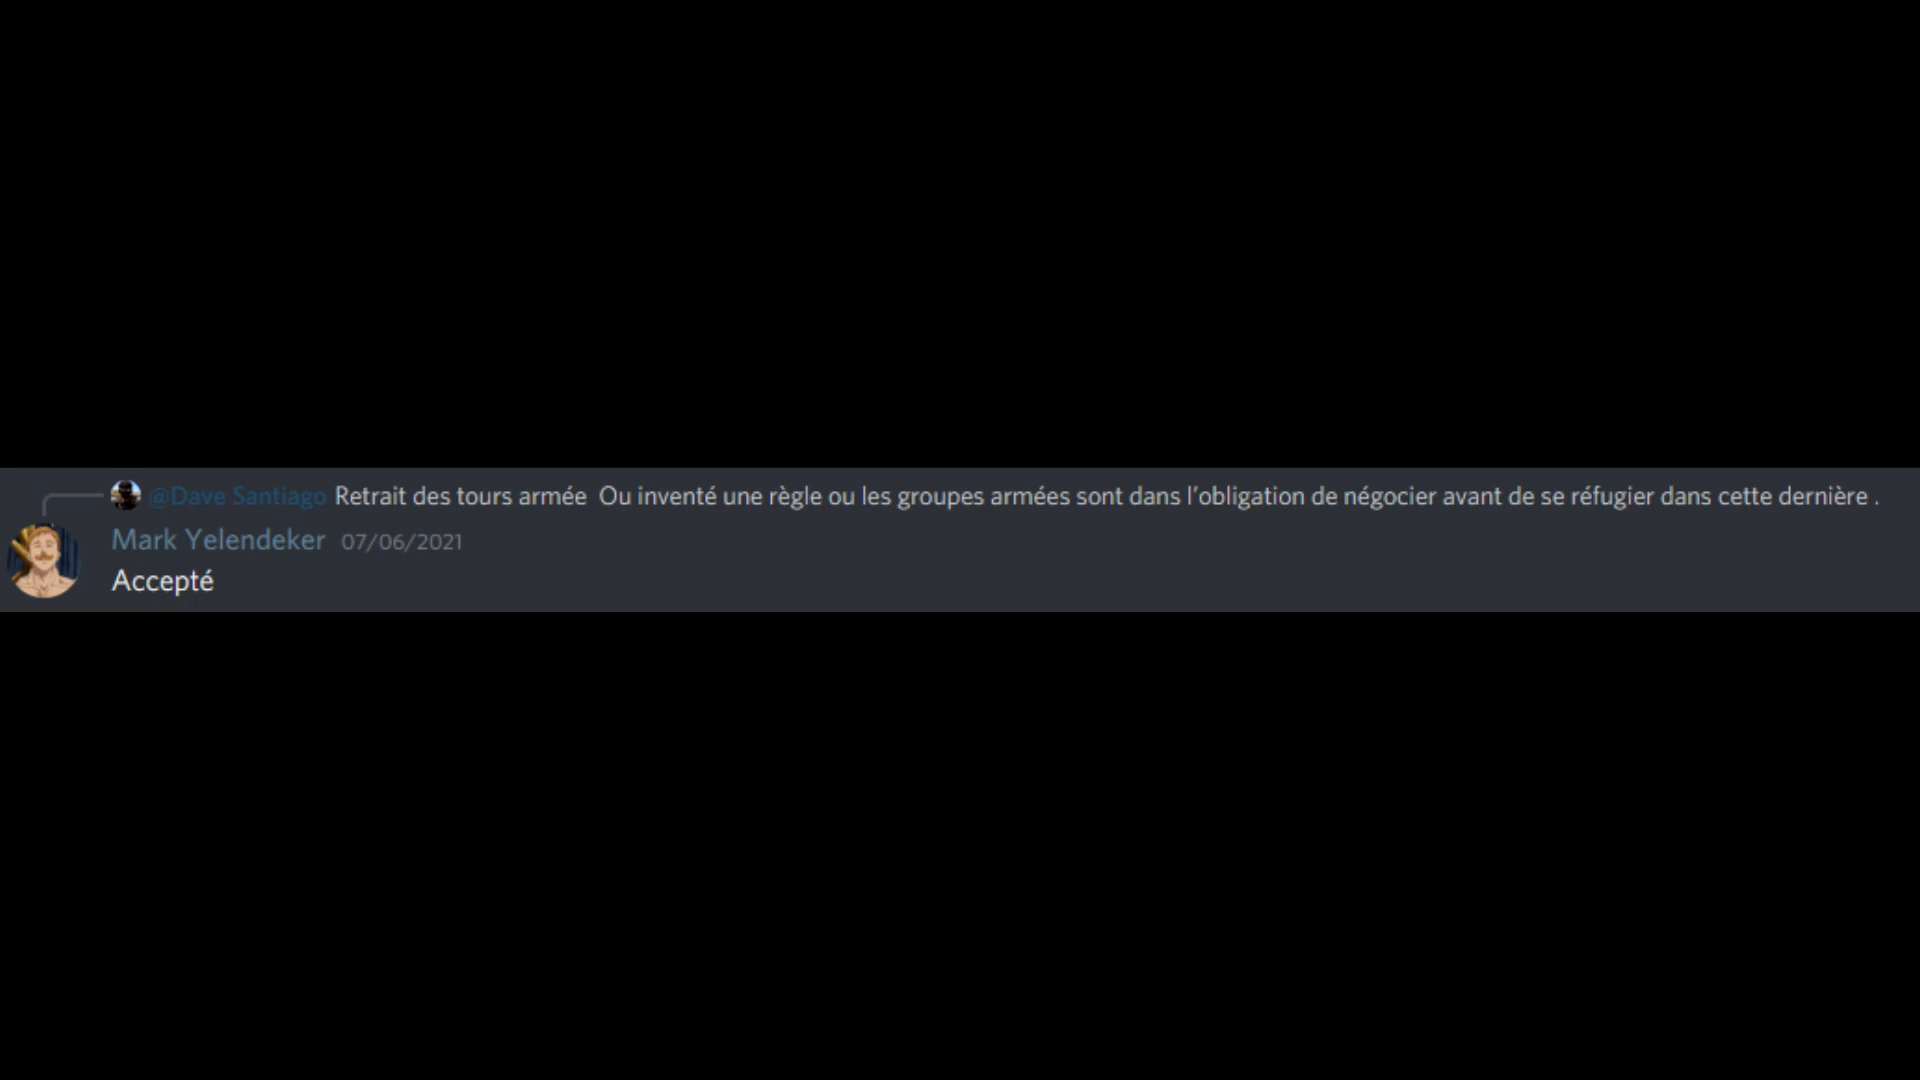 @Dave Santiago Retrait des tours armée  Ou inventé une règle ou les groupes armées sont dans l'obligation de négocier avant de se réfugier dans cette dernière .
Mark Yelendeker 07/06/2021
Accepté